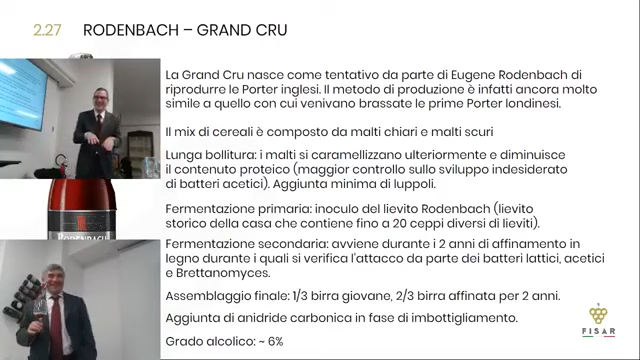 2.27 RODENBACH – GRAND CRU
La Grand Cru nasce come tentativo da parte di Eugene Rodenbach di
riprodurre le Porter inglesi. Il metodo di produzione è infatti ancora molto
simile a quello con cui venivano brassate le prime Porter londinesi.
Il mix di cereali è composto da malti chiari e malti scuri
Lunga bollitura: i malti si caramellizzano ulteriormente e diminuisce
il contenuto proteico (maggior controllo sullo sviluppo indesiderato
di batteri acetici). Aggiunta minima di luppoli.
Fermentazione primaria: inoculo del lievito Rodenbach (lievito
storico della casa che contiene fino a 20 ceppi diversi di lieviti).
Fermentazione secondaria: avviene durante i 2 anni di affinamento in
legno durante i quali si verifica l'attacco da parte dei batteri lattici, acetici
e Brettanomyces.
Assemblaggio finale: 1/3 birra giovane, 2/3 birra affinata per 2 anni.
Aggiunta di anidride carbonica in fase di imbottigliamento.
Grado alcolico: ~ 6%
RODENBACH
FISAR